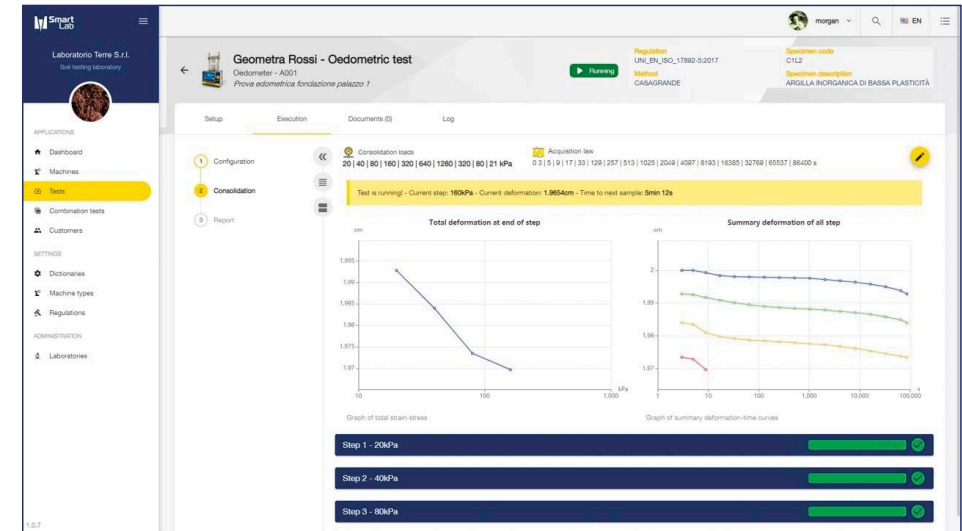 Smart
Lab
Laboratorio Terre S.r.l.
Soil testing laboratory
APPLICATIONS
Dashboard
Machines
Tests
Combination tests
Customers
SETTINGS
Dictionaries
Machine types
Regulations
ADMINISTRATION
Laboratories
1.0.7
morgan
EN
Geometra Rossi - Oedometric test
Oedometer - A001
Prova edometrica fondazione palazzo 1
Running
Regulation
UNI_EN_ISO_17892-5:2017
Method
CASAGRANDE
Specimen code
C1L2
Specimen description
ARGILLA INORGANICA DI BASSA PLASTICITÀ
Setup
Execution
Documents (0)
Log
1 Configuration
2 Consolidation
3 Report
Consolidation loads
20 | 40 | 80 | 160 | 320 | 640 | 1280 | 320 | 80 | 21 kPa
Acquisition law
0 3 | 5 | 9 | 17 | 33 | 129 | 257 | 513 | 1025 | 2049 | 4097 | 8193 | 16385 | 32769 | 65537 | 86400 s
Test is running! - Current step: 160kPa - Current deformation: 1.9654cm - Time to next sample: 5min 12s
Total deformation at end of step
cm
1.995
1.99
1.985
1.98
1.975
1.97
10 100 1,000
kPa
Graph of total strain-stress
Summary deformation of all step
cm
2
1.99
1.98
1.97
1 10 100 1,000 10,000 100,000
s
Graph of summary deformation-time curves
Step 1 - 20kPa
Step 2 - 40kPa
Step 3 - 80kPa